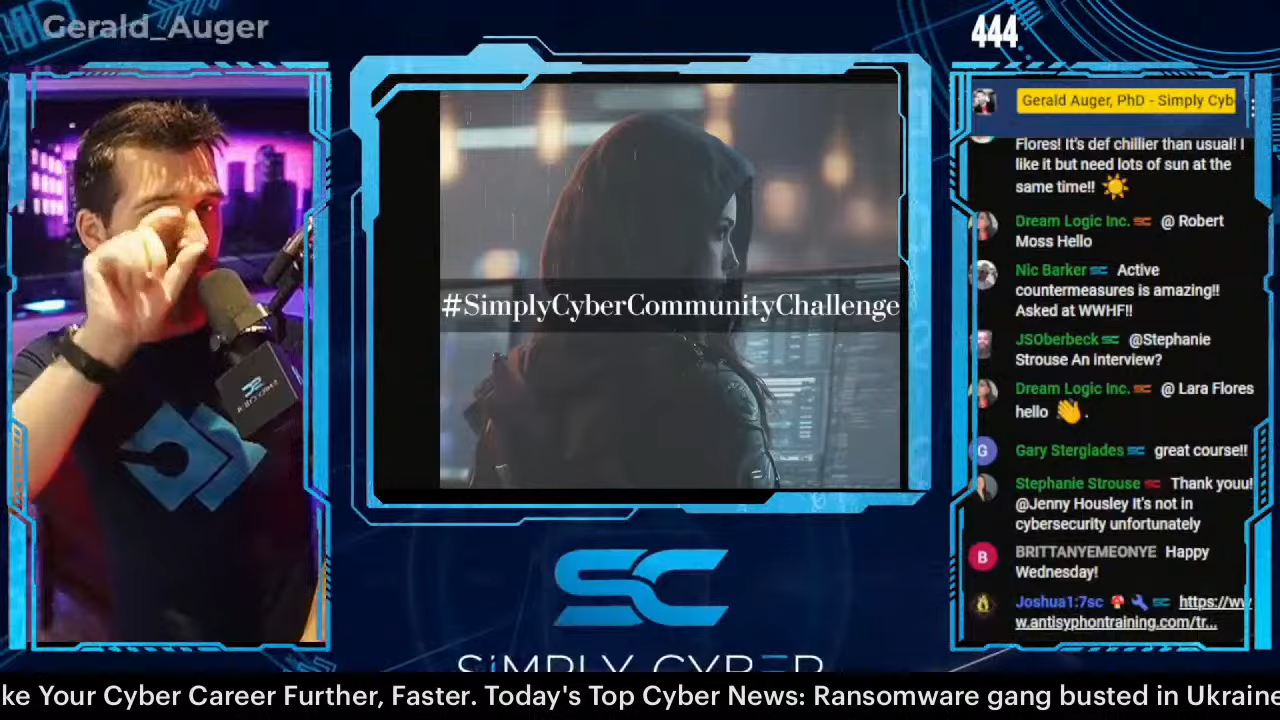 Gerald_Auger
444
Gerald Auger, PhD - Simply Cyb
Flores! It's def chillier than usual! I
like it but need lots of sun at the
same time!! ☀️
Dream Logic Inc. @ Robert
Moss Hello
Nic Barker Active
countermeasures is amazing!!
Asked at WWHF!!
JSOberbeck @Stephanie
Strouse An interview?
Dream Logic Inc. @ Lara Flores
hello 👋 .
G
Gary Sterglades great course!!
Stephanie Strouse Thank youu!
@Jenny Housley It's not in
cybersecurity unfortunately
B
BRITTANYEMEONYE Happy
Wednesday!
Joshua1:7sc 🍄 🔧 https://ww
w.antisyphontraining.com/tr...
#SimplyCyberCommunityChallenge
SC
SIMPLY CYBER
ke Your Cyber Career Further, Faster. Today's Top Cyber News: Ransomware gang busted in Ukraine